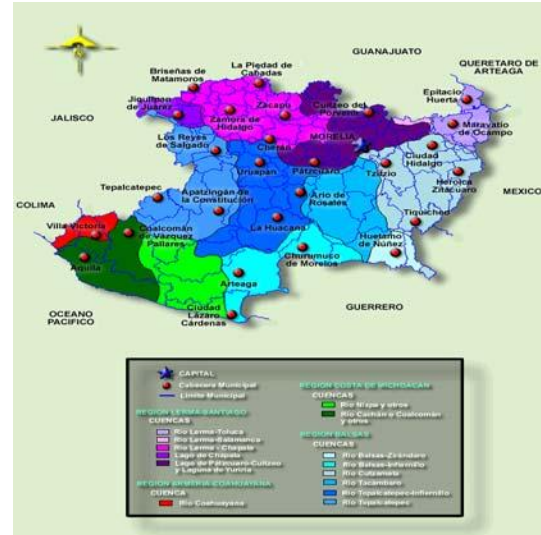 GUANAJUATO
QUERETARO DE
ARTEAGA
La Piedad de
Cabadas
Briseñas de
Matamoros
Epitacio
Huerta
Zacapu
Cuitzeo del
Porvenir
Jiquilpan
de Juárez
JALISCO
Zamora de
Hidalgo
Maravatio de
Ocampo
MORELIA
Los Reyes
de Salgado
Cherán
Ciudad
Hidalgo
Pátzcuaro
Tzitzio
Uruapan
Heroica
Zitácuaro
MEXICO
Tepalcatepec
Apatzingán de
la Constitución
Ario de
Rosales
COLIMA
Tiquicheo
Villa Victoria
Coalcomán
de Vázquez
Pallares
La Huacana
Huetamo
de Núñez
Aquila
Churumuco
de Morelos
Arteaga
Ciudad
Lázaro
Cárdenas
GUERRERO
OCEANO
PACIFICO
CAPITAL
Cabecera Municipal
Límite Municipal
REGION LERMA-SANTIAGO
CUENCAS
Río Lerma-Toluca
Río Lerma-Salamanca
Río Lerma - Chapala
Lago de Chapala
Lago de Pátzcuaro-Cuitzeo
y Laguna de Yuriria
REGION ARMERIA COAHUAYANA
CUENCA
Río Coahuayana
REGION COSTA DE MICHOACAN
CUENCAS
Río Nixpa y otros
Río Cachán o Coalcomán
y otros
REGION BALSAS
CUENCAS
Río Balsas-Zirándaro
Río Balsas-Infiernillo
Río Cutzamala
Río Tacámbaro
Río Tepalcatepec-Infiernillo
Río Tepalcatepec